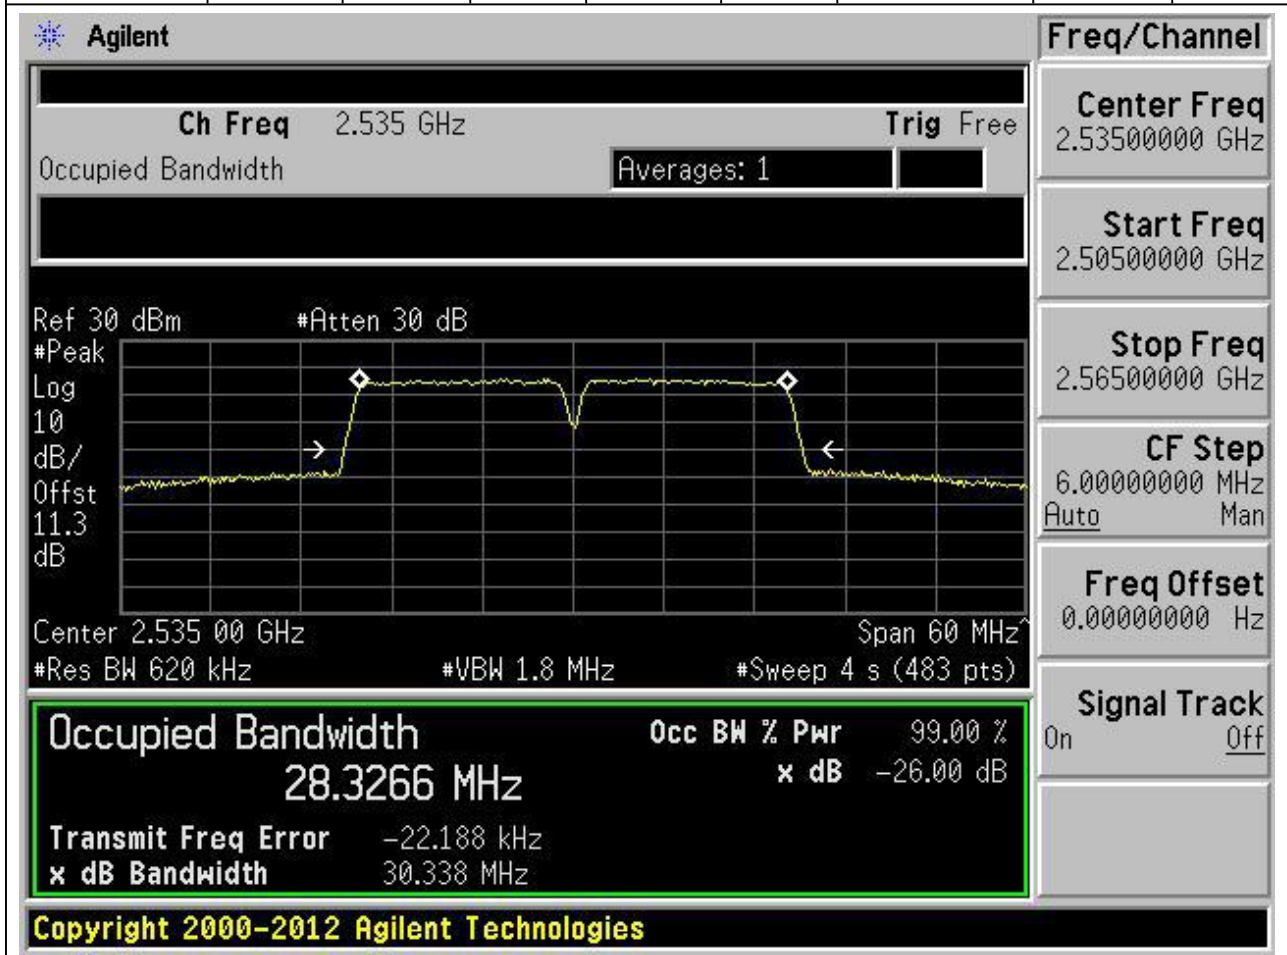 Agilent
Freq/Channel
Ch Freq 2.535 GHz Trig Free
Occupied Bandwidth Averages: 1
Center Freq
2.53500000 GHz
Start Freq
2.50500000 GHz
Stop Freq
2.56500000 GHz
CF Step
6.00000000 MHz
Auto Man
Freq Offset
0.00000000 Hz
Signal Track
On Off
Ref 30 dBm #Atten 30 dB
#Peak
Log
10
dB/
Offst
11.3
dB
Center 2.535 00 GHz Span 60 MHz^
#Res BW 620 kHz #VBW 1.8 MHz #Sweep 4 s (483 pts)
Occupied Bandwidth
28.3266 MHz
Occ BW % Pwr 99.00 %
x dB -26.00 dB
Transmit Freq Error -22.188 kHz
x dB Bandwidth 30.338 MHz
Copyright 2000-2012 Agilent Technologies